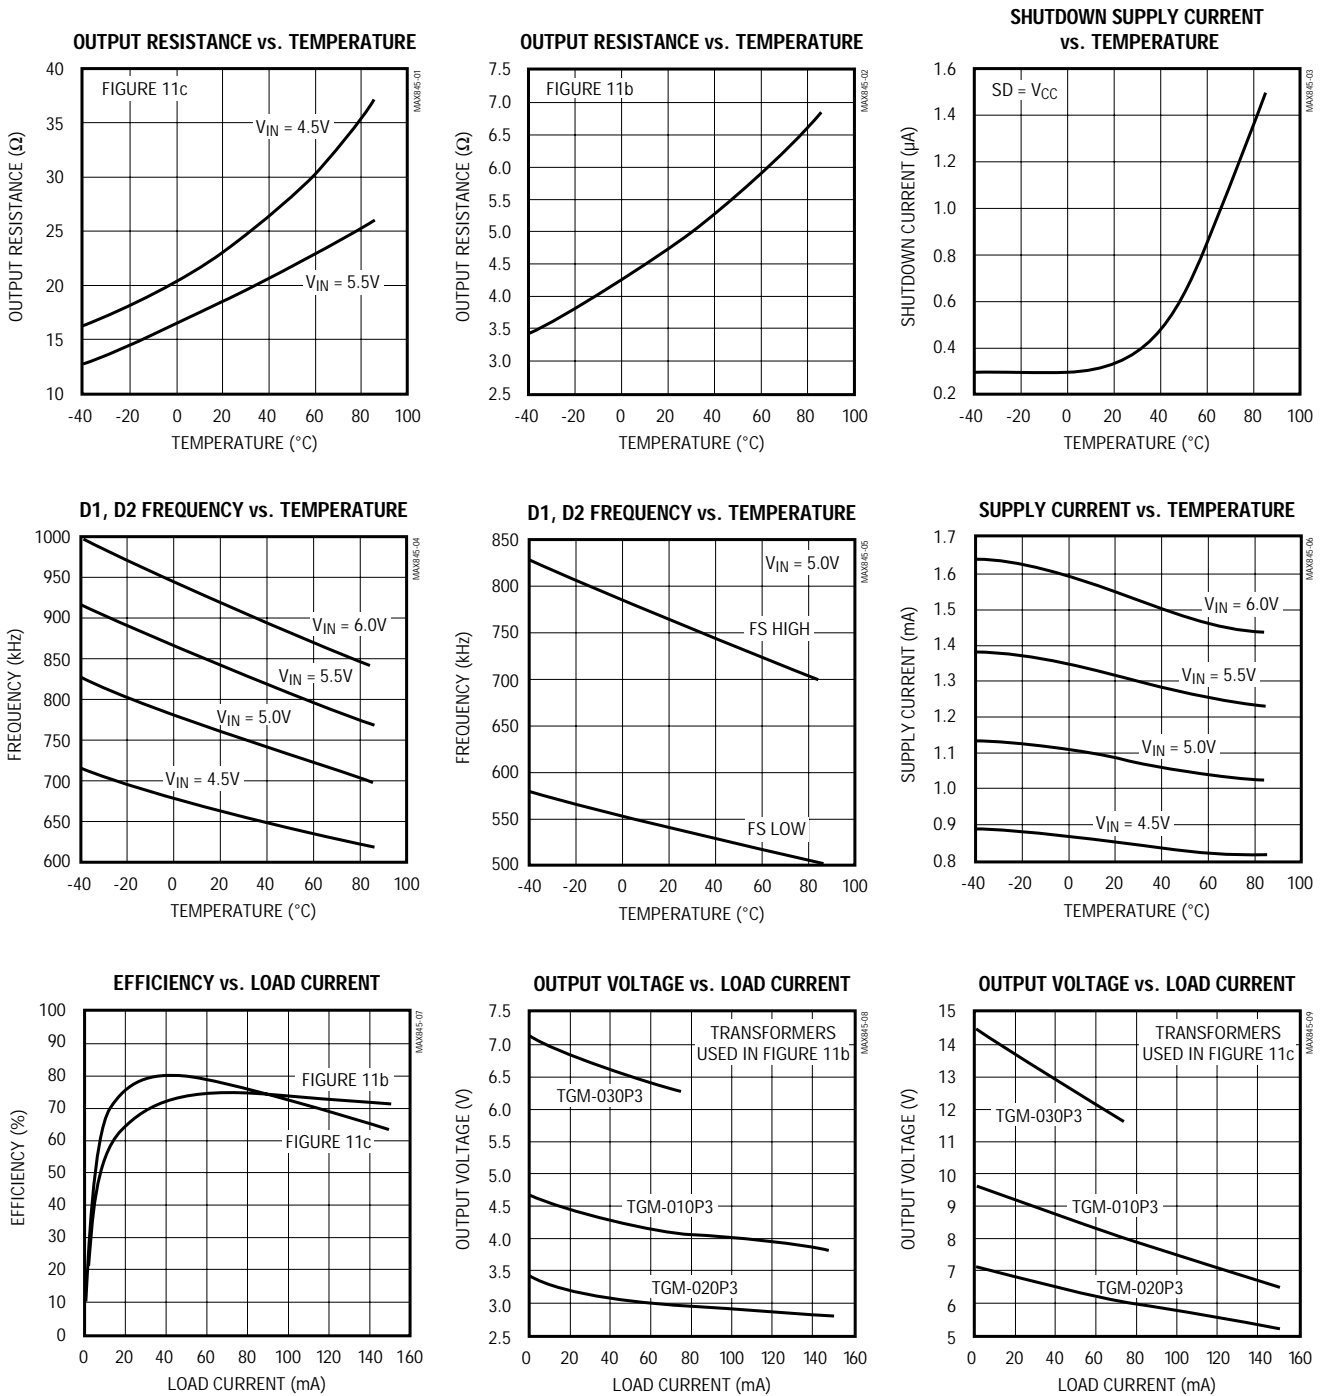 OUTPUT RESISTANCE vs. TEMPERATURE
MAX845-01
FIGURE 11c
VIN = 4.5V
VIN = 5.5V
OUTPUT RESISTANCE (Ω)
40
35
30
25
20
15
10
-40 -20 0 20 40 60 80 100
TEMPERATURE (°C)
OUTPUT RESISTANCE vs. TEMPERATURE
MAX845-02
FIGURE 11b
OUTPUT RESISTANCE (Ω)
7.5
7.0
6.5
6.0
5.5
5.0
4.5
4.0
3.5
3.0
2.5
-40 -20 0 20 40 60 80 100
TEMPERATURE (°C)
SHUTDOWN SUPPLY CURRENT
vs. TEMPERATURE
MAX845-03
SD = VCC
SHUTDOWN CURRENT (µA)
1.6
1.4
1.2
1.0
0.8
0.6
0.4
0.2
-40 -20 0 20 40 60 80 100
TEMPERATURE (°C)
D1, D2 FREQUENCY vs. TEMPERATURE
MAX845-04
VIN = 6.0V
VIN = 5.5V
VIN = 5.0V
VIN = 4.5V
FREQUENCY (kHz)
1000
950
900
850
800
750
700
650
600
-40 -20 0 20 40 60 80 100
TEMPERATURE (°C)
D1, D2 FREQUENCY vs. TEMPERATURE
MAX845-05
VIN = 5.0V
FS HIGH
FS LOW
FREQUENCY (kHz)
850
800
750
700
650
600
550
500
-40 -20 0 20 40 60 80 100
TEMPERATURE (°C)
SUPPLY CURRENT vs. TEMPERATURE
MAX845-06
VIN = 6.0V
VIN = 5.5V
VIN = 5.0V
VIN = 4.5V
SUPPLY CURRENT (mA)
1.7
1.6
1.5
1.4
1.3
1.2
1.1
1.0
0.9
0.8
-40 -20 0 20 40 60 80 100
TEMPERATURE (°C)
EFFICIENCY vs. LOAD CURRENT
MAX845-07
FIGURE 11b
FIGURE 11c
EFFICIENCY (%)
100
90
80
70
60
50
40
30
20
10
0
0 20 40 60 80 100 120 140 160
LOAD CURRENT (mA)
OUTPUT VOLTAGE vs. LOAD CURRENT
MAX845-08
TRANSFORMERS
USED IN FIGURE 11b
TGM-030P3
TGM-010P3
TGM-020P3
OUTPUT VOLTAGE (V)
7.5
7.0
6.5
6.0
5.5
5.0
4.5
4.0
3.5
3.0
2.5
0 20 40 60 80 100 120 140 160
LOAD CURRENT (mA)
OUTPUT VOLTAGE vs. LOAD CURRENT
MAX845-09
TRANSFORMERS
USED IN FIGURE 11c
TGM-030P3
TGM-010P3
TGM-020P3
OUTPUT VOLTAGE (V)
15
14
13
12
11
10
9
8
7
6
5
0 20 40 60 80 100 120 140 160
LOAD CURRENT (mA)